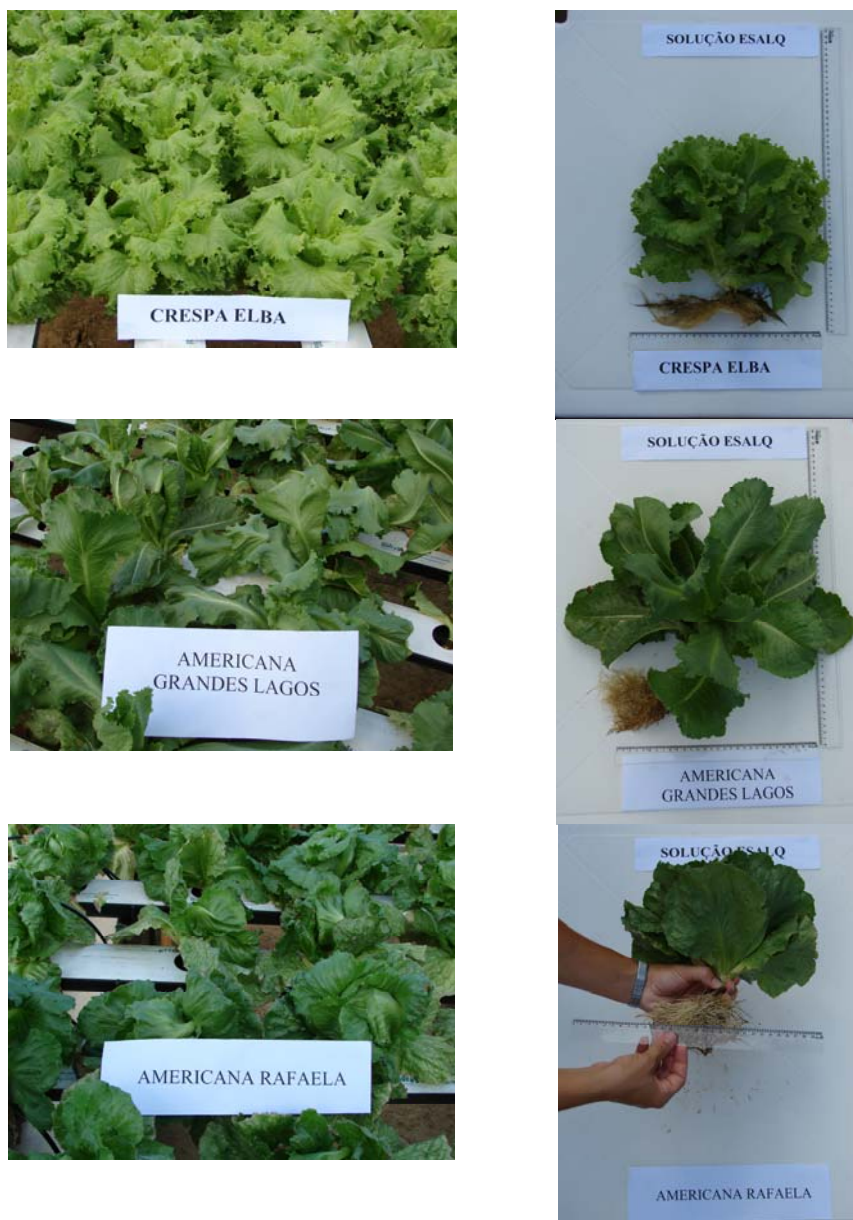 CRESPA ELBA
SOLUÇÃO ESALQ
CRESPA ELBA
AMERICANA
GRANDES LAGOS
SOLUÇÃO ESALQ
AMERICANA
GRANDES LAGOS
AMERICANA RAFAELA
SOLUÇÃO ESALQ
AMERICANA RAFAELA